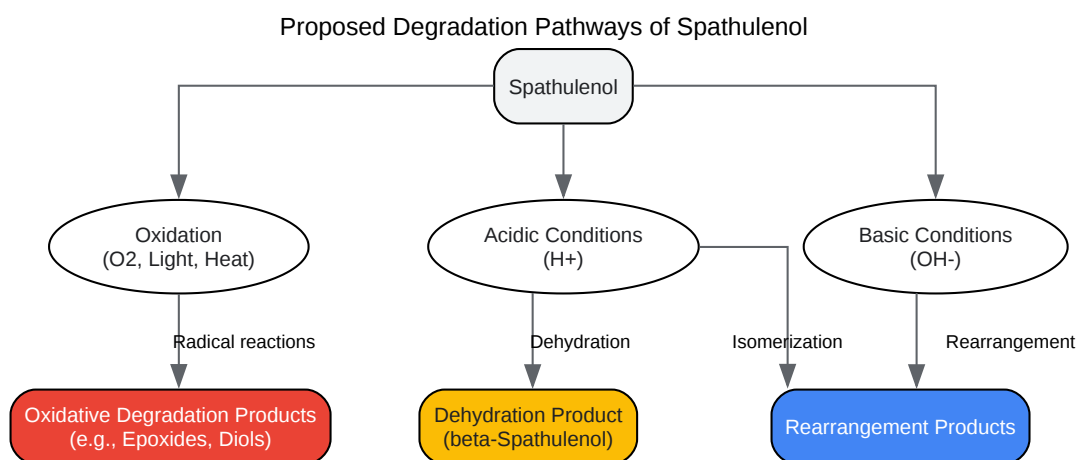 Proposed Degradation Pathways of Spathulenol
Spathulenol
Oxidation
(O2, Light, Heat)
Acidic Conditions
(H+)
Basic Conditions
(OH-)
Radical reactions
Dehydration
Isomerization
Rearrangement
Oxidative Degradation Products
(e.g., Epoxides, Diols)
Dehydration Product
(beta-Spathulenol)
Rearrangement Products